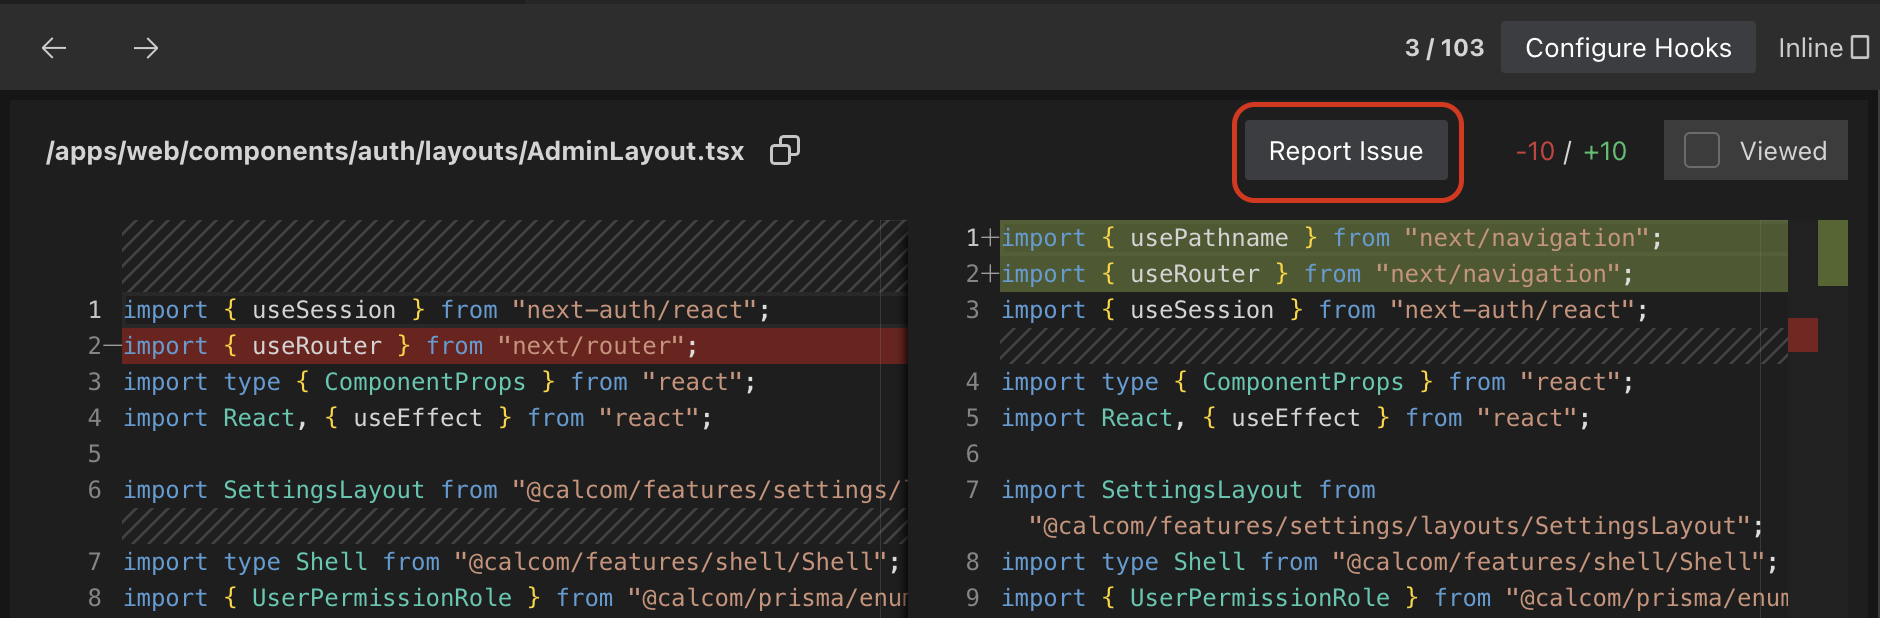 3 / 103 Configure Hooks Inline
/apps/web/components/auth/layouts/AdminLayout.tsx Report Issue -10 / +10 Viewed
1 import { useSession } from "next-auth/react";
2—import { useRouter } from "next/router";
3 import type { ComponentProps } from "react";
4 import React, { useEffect } from "react";
5
6 import SettingsLayout from "@calcom/features/settings/
7 import type Shell from "@calcom/features/shell/Shell";
8 import { UserPermissionRole } from "@calcom/prisma/enum
1+import { usePathname } from "next/navigation";
2+import { useRouter } from "next/navigation";
3 import { useSession } from "next-auth/react";
4 import type { ComponentProps } from "react";
5 import React, { useEffect } from "react";
6
7 import SettingsLayout from
"@calcom/features/settings/layouts/SettingsLayout";
8 import type Shell from "@calcom/features/shell/Shell";
9 import { UserPermissionRole } from "@calcom/prisma/enum